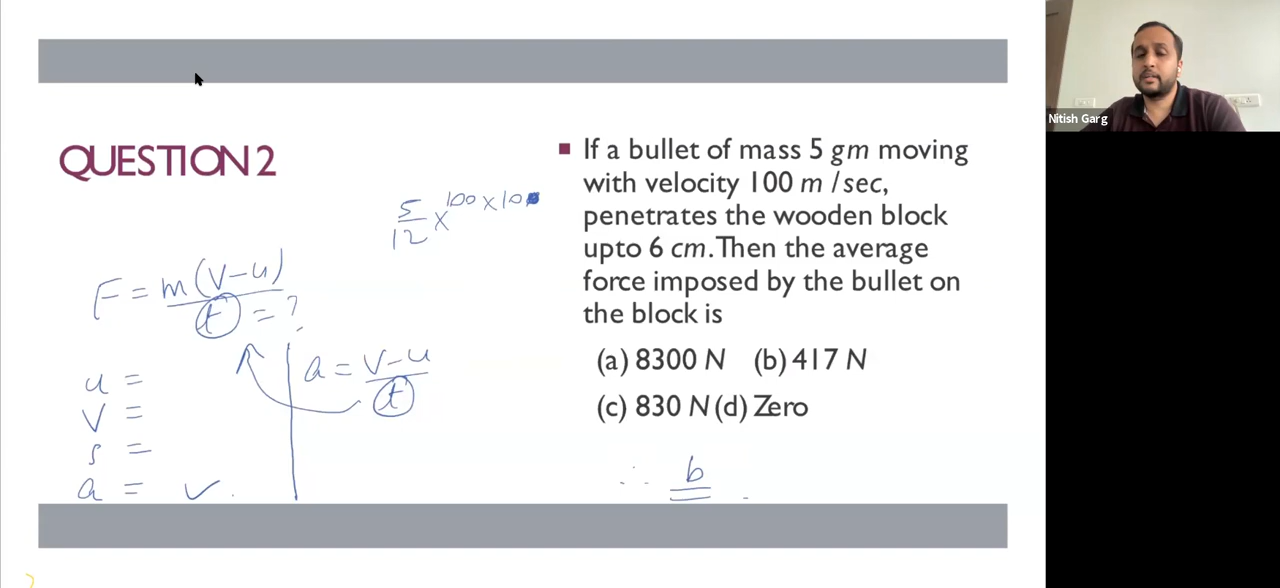 QUESTION 2
5/12 × 100 × 10
F = m(v-u)/t = ?
u =
v =
s =
a = ✓
a = v-u/t
If a bullet of mass 5 gm moving
with velocity 100 m /sec,
penetrates the wooden block
upto 6 cm. Then the average
force imposed by the bullet on
the block is
(a) 8300 N (b) 417 N
(c) 830 N (d) Zero
∴ b
Nitish Garg